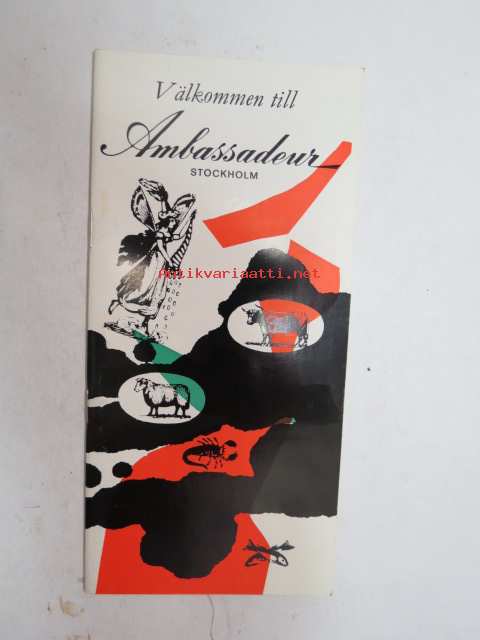 Välkommen till
Ambassadeur
STOCKHOLM
Antikvariaatti.net